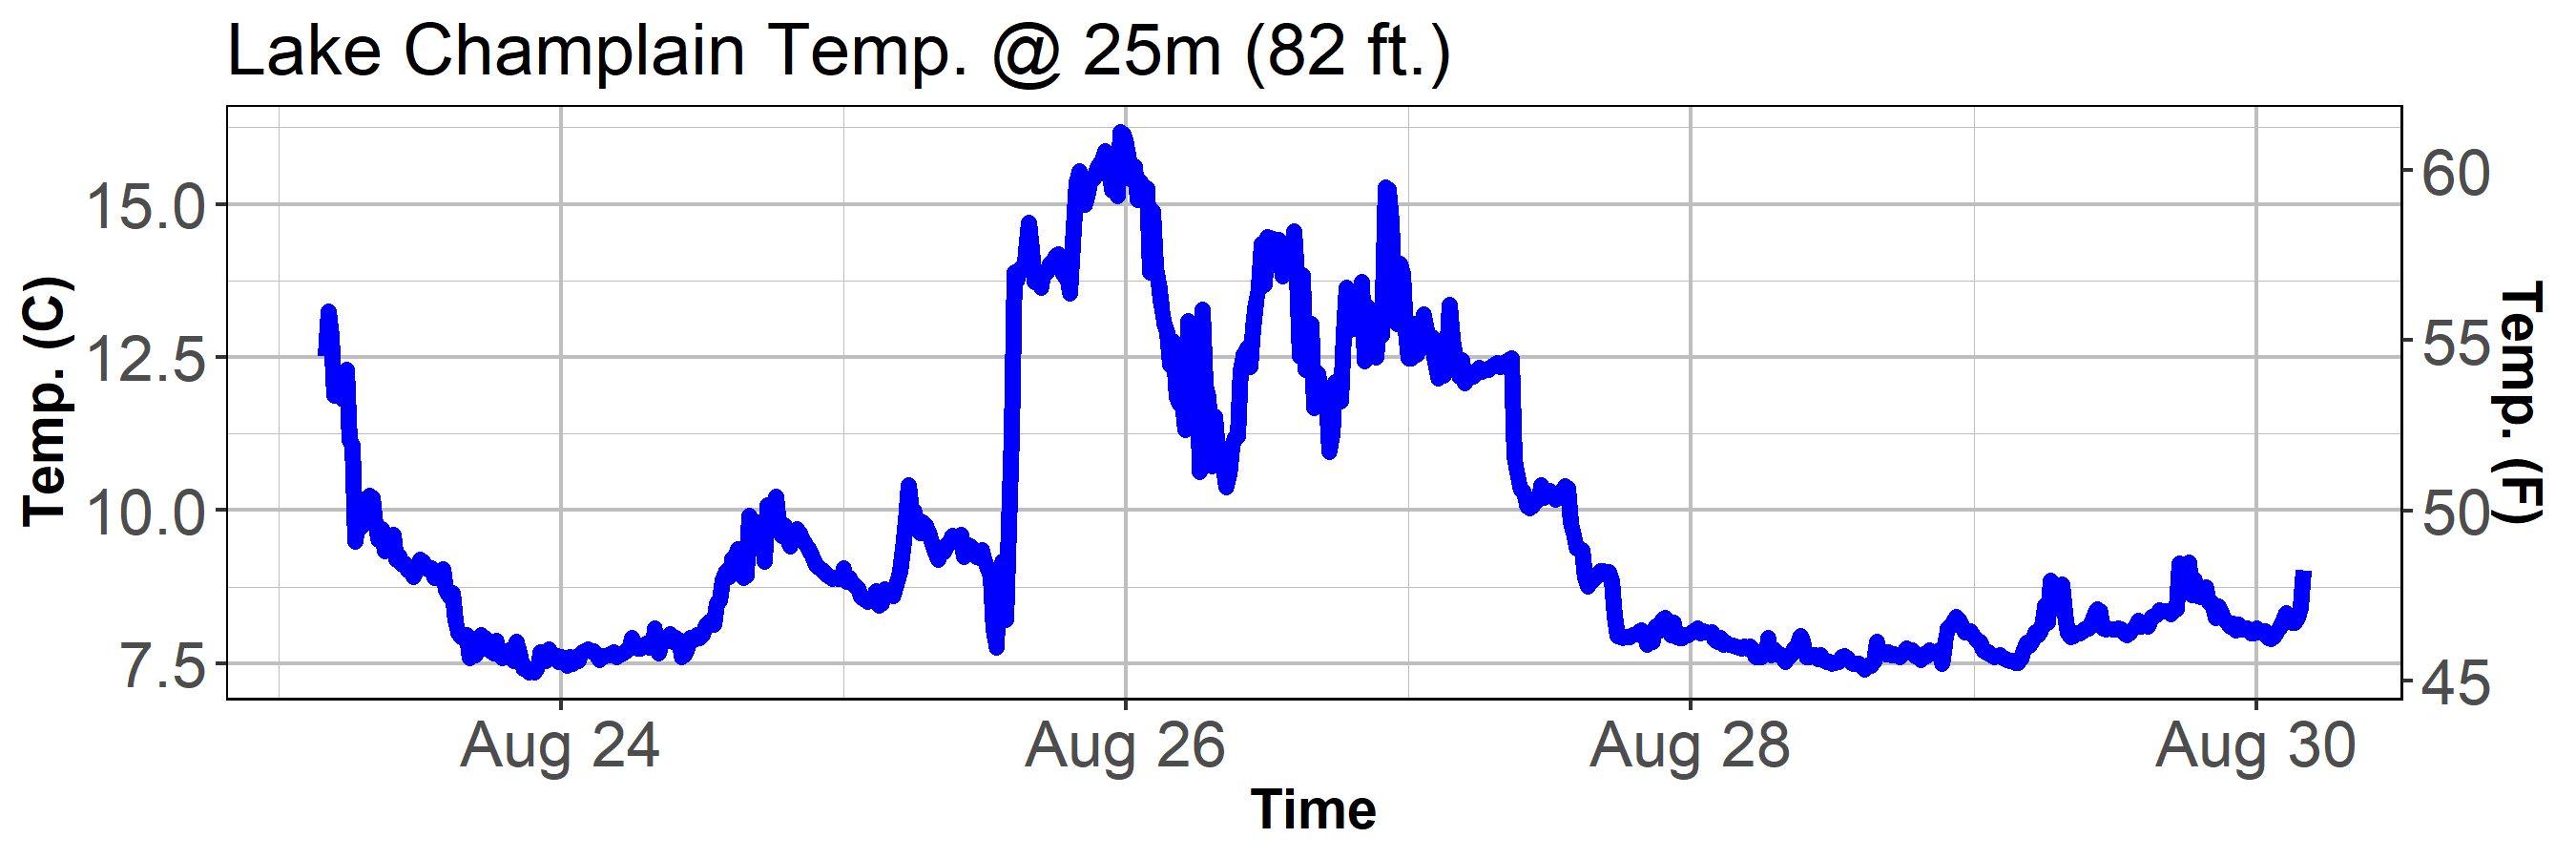 Lake Champlain Temp. @ 25m (82 ft.)
Temp. (C)
15.0
12.5
10.0
7.5
60
55
50
45
Temp. (F)
Aug 24 Aug 26 Aug 28 Aug 30
Time